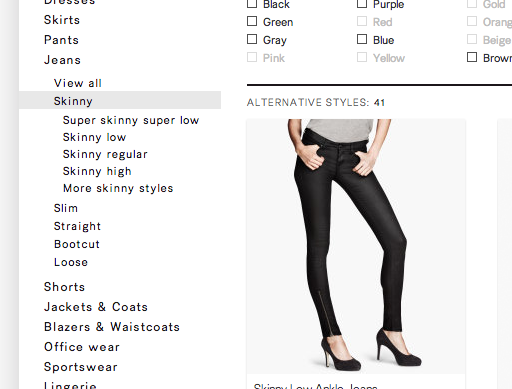 Dresses
Skirts
Pants
Jeans
View all
Skinny
Super skinny super low
Skinny low
Skinny regular
Skinny high
More skinny styles
Slim
Straight
Bootcut
Loose
Shorts
Jackets & Coats
Blazers & Waistcoats
Office wear
Sportswear
Lingerie
Black Purple Gold
Green Red
Gray Blue Beige
Pink Yellow Brown
ALTERNATIVE STYLES: 41
Skinny Low Ankle Jeans